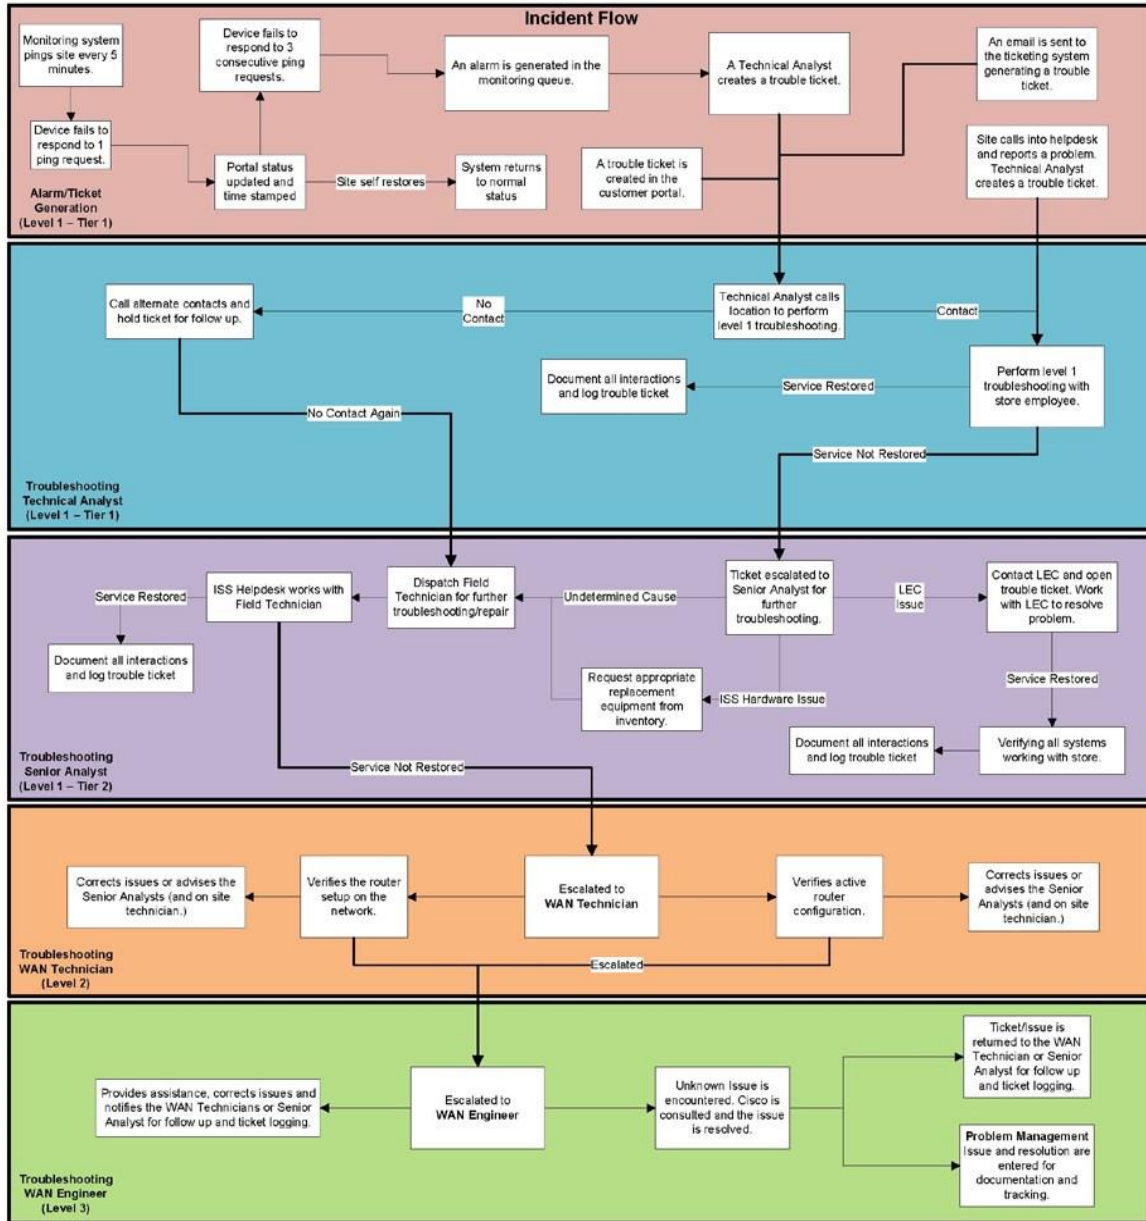 Incident Flow
Monitoring system
pings site every 5
minutes.
Device fails to
respond to 3
consecutive ping
requests.
An alarm is generated in the
monitoring queue.
A Technical Analyst
creates a trouble ticket.
An email is sent to
the ticketing system
generating a trouble
ticket.
Device fails to
respond to 1
ping request.
Portal status
updated and
time stamped
Site self restores
System returns
to normal
status
A trouble ticket is
created in the
customer portal.
Site calls into helpdesk
and reports a problem.
Technical Analyst
creates a trouble ticket.
Alarm/Ticket
Generation
(Level 1 – Tier 1)
Call alternate contacts and
hold ticket for follow up.
No
Contact
Technical Analyst calls
location to perform
level 1 troubleshooting.
Contact
Document all interactions
and log trouble ticket
Service Restored
Perform level 1
troubleshooting with
store employee.
No Contact Again
Service Not Restored
Troubleshooting
Technical Analyst
(Level 1 – Tier 1)
Service Restored
ISS Helpdesk works with
Field Technician
Dispatch Field
Technician for further
troubleshooting/repair
Undetermined Cause
Ticket escalated to
Senior Analyst for
further
troubleshooting.
LEC
Issue
Contact LEC and open
trouble ticket. Work
with LEC to resolve
problem.
Document all interactions
and log trouble ticket
Request appropriate
replacement
equipment from
inventory.
ISS Hardware Issue
Service Restored
Document all interactions
and log trouble ticket
Verifying all systems
working with store.
Service Not Restored
Troubleshooting
Senior Analyst
(Level 1 – Tier 2)
Corrects issues or advises the
Senior Analysts (and on site
technician.)
Verifies the router
setup on the
network.
Escalated to
WAN Technician
Verifies active
router
configuration.
Corrects issues or
advises the Senior
Analysts (and on site
technician.)
Escalated
Troubleshooting
WAN Technician
(Level 2)
Provides assistance, corrects issues and
notifies the WAN Technicians or Senior
Analyst for follow up and ticket logging.
Escalated to
WAN Engineer
Unknown Issue is
encountered. Cisco
is consulted and the
issue is resolved.
Ticket/Issue is
returned to the WAN
Technician or Senior
Analyst for follow up
and ticket logging.
Problem Management
Issue and resolution are
entered for
documentation and
tracking.
Troubleshooting
WAN Engineer
(Level 3)